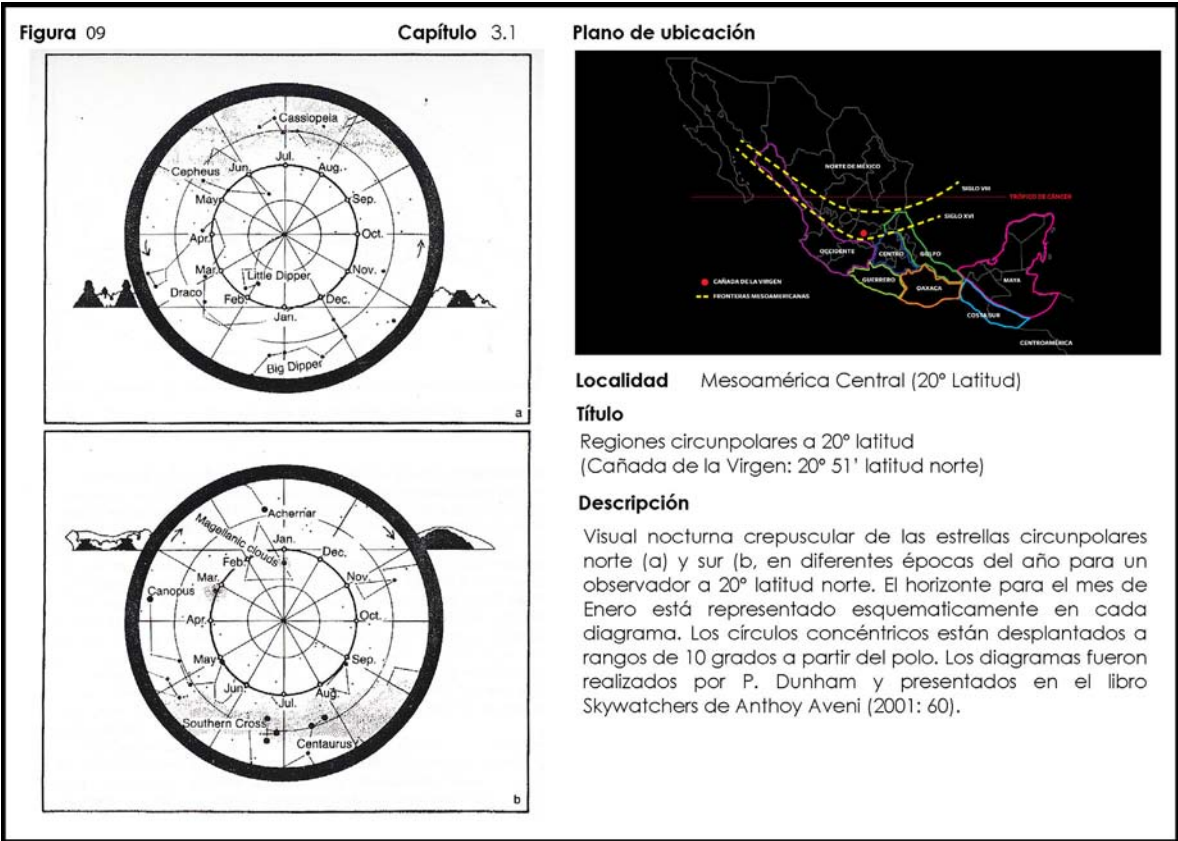 Figura 09
Capítulo 3.1
Cassiopeia
Jul.
Jun.
Aug.
Cepheus
May
Sep.
Apr.
Oct.
Mar.
Little Dipper
Nov.
Draco
Feb.
Dec.
Jan.
Big Dipper
a
Achernar
Magellanic clouds
Jan.
Feb.
Dec.
Mar.
Nov.
Canopus
Apr.
Oct.
May
Sep.
Jun.
Aug.
Jul.
Southern Cross
Centaurus
b
Plano de ubicación
NORTE DE MÉXICO
SIGLO VIII
TRÓPICO DE CÁNCER
SIGLO XVI
OCCIDENTE
CENTRO
GOLFO
GUERRERO
OAXACA
MAYA
COSTA SUR
CENTROAMÉRICA
CAÑADA DE LA VIRGEN
FRONTERAS MESOAMERICANAS
Localidad Mesoamérica Central (20° Latitud)
Título
Regiones circunpolares a 20° latitud
(Cañada de la Virgen: 20° 51' latitud norte)
Descripción
Visual nocturna crepuscular de las estrellas circunpolares
norte (a) y sur (b, en diferentes épocas del año para un
observador a 20° latitud norte. El horizonte para el mes de
Enero está representado esquematicamente en cada
diagrama. Los círculos concéntricos están desplantados a
rangos de 10 grados a partir del polo. Los diagramas fueron
realizados por P. Dunham y presentados en el libro
Skywatchers de Anthoy Aveni (2001: 60).